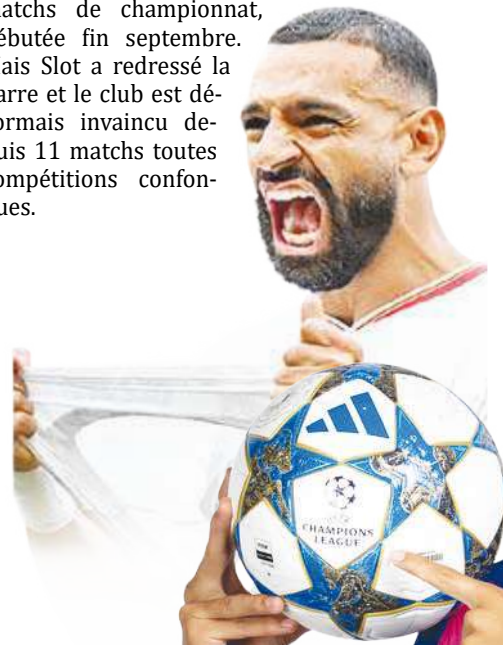 matchs de championnat,
ébutée fin septembre.
ais Slot a redressé la
arre et le club est dé-
ormais invaincu de-
uis 11 matchs toutes
ompétitions confon-
ues.
CHAMPIONS
LEAGUE